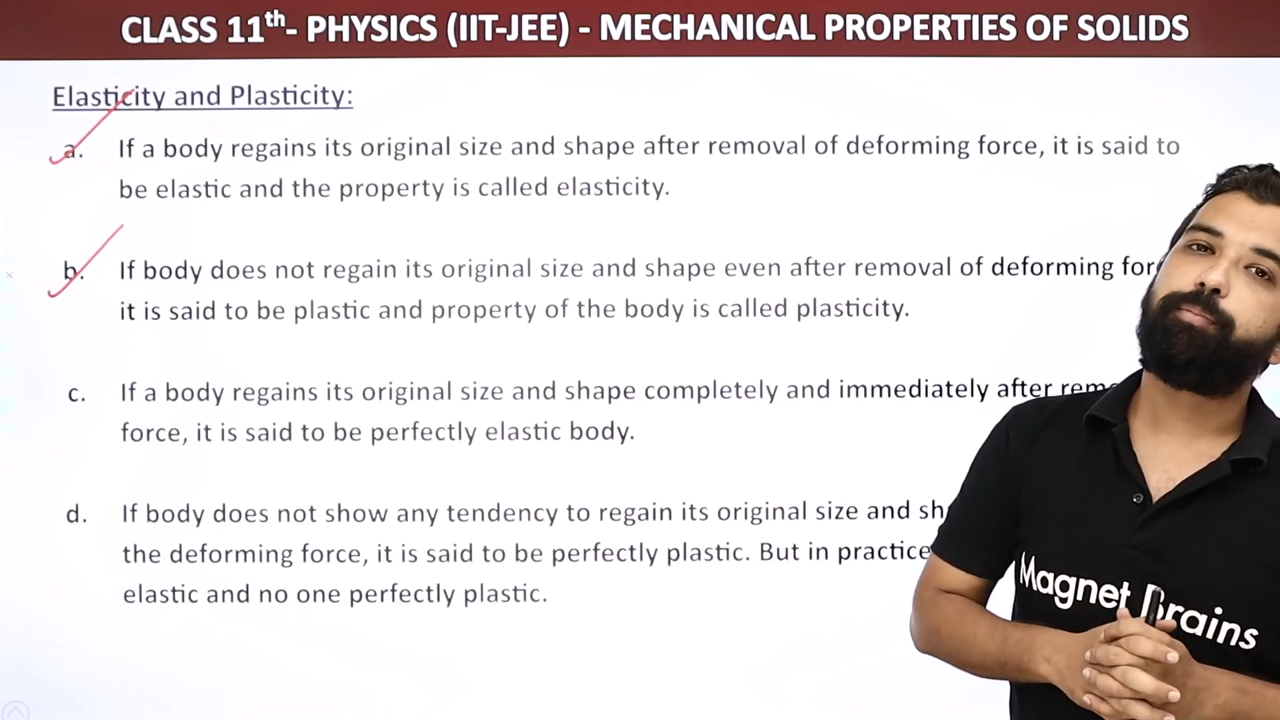 CLASS 11th- PHYSICS (IIT-JEE) - MECHANICAL PROPERTIES OF SOLIDS
Elasticity and Plasticity:
a. If a body regains its original size and shape after removal of deforming force, it is said to
be elastic and the property is called elasticity.
b. If body does not regain its original size and shape even after removal of deforming
it is said to be plastic and property of the body is called plasticity.
c. If a body regains its original size and shape completely and immediately after
force, it is said to be perfectly elastic body.
d. If body does not show any tendency to regain its original size and
the deforming force, it is said to be perfectly plastic. But in practice
elastic and no one perfectly plastic.
Magnet Brains